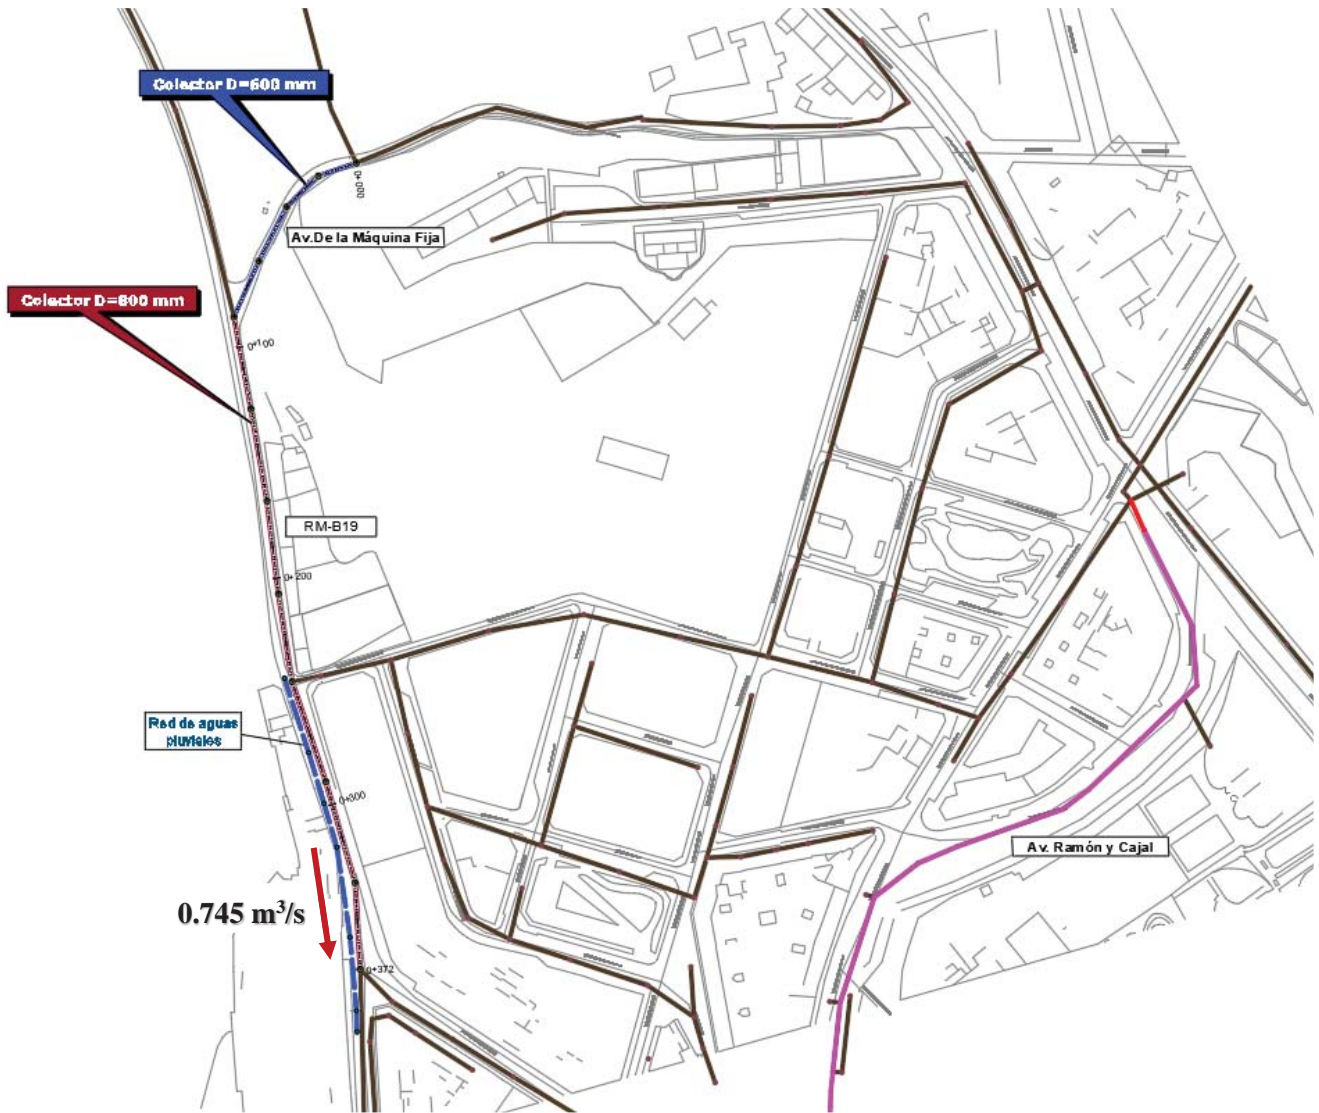 Colector D=600 mm
0+000
Av.De la Máquina Fija
Colector D=800 mm
0+100
RM-B19
0+200
Red de aguas
pluviales
0+300
Av. Ramón y Cajal
0.745 m³/s
0+372